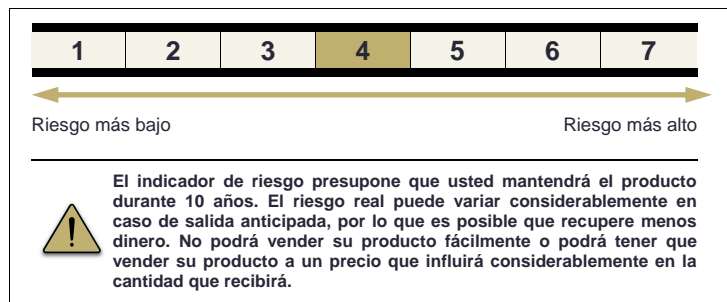 1 2 3 4 5 6 7
Riesgo más bajo Riesgo más alto
El indicador de riesgo presupone que usted mantendrá el producto
durante 10 años. El riesgo real puede variar considerablemente en
caso de salida anticipada, por lo que es posible que recupere menos
dinero. No podrá vender su producto fácilmente o podrá tener que
vender su producto a un precio que influirá considerablemente en la
cantidad que recibirá.